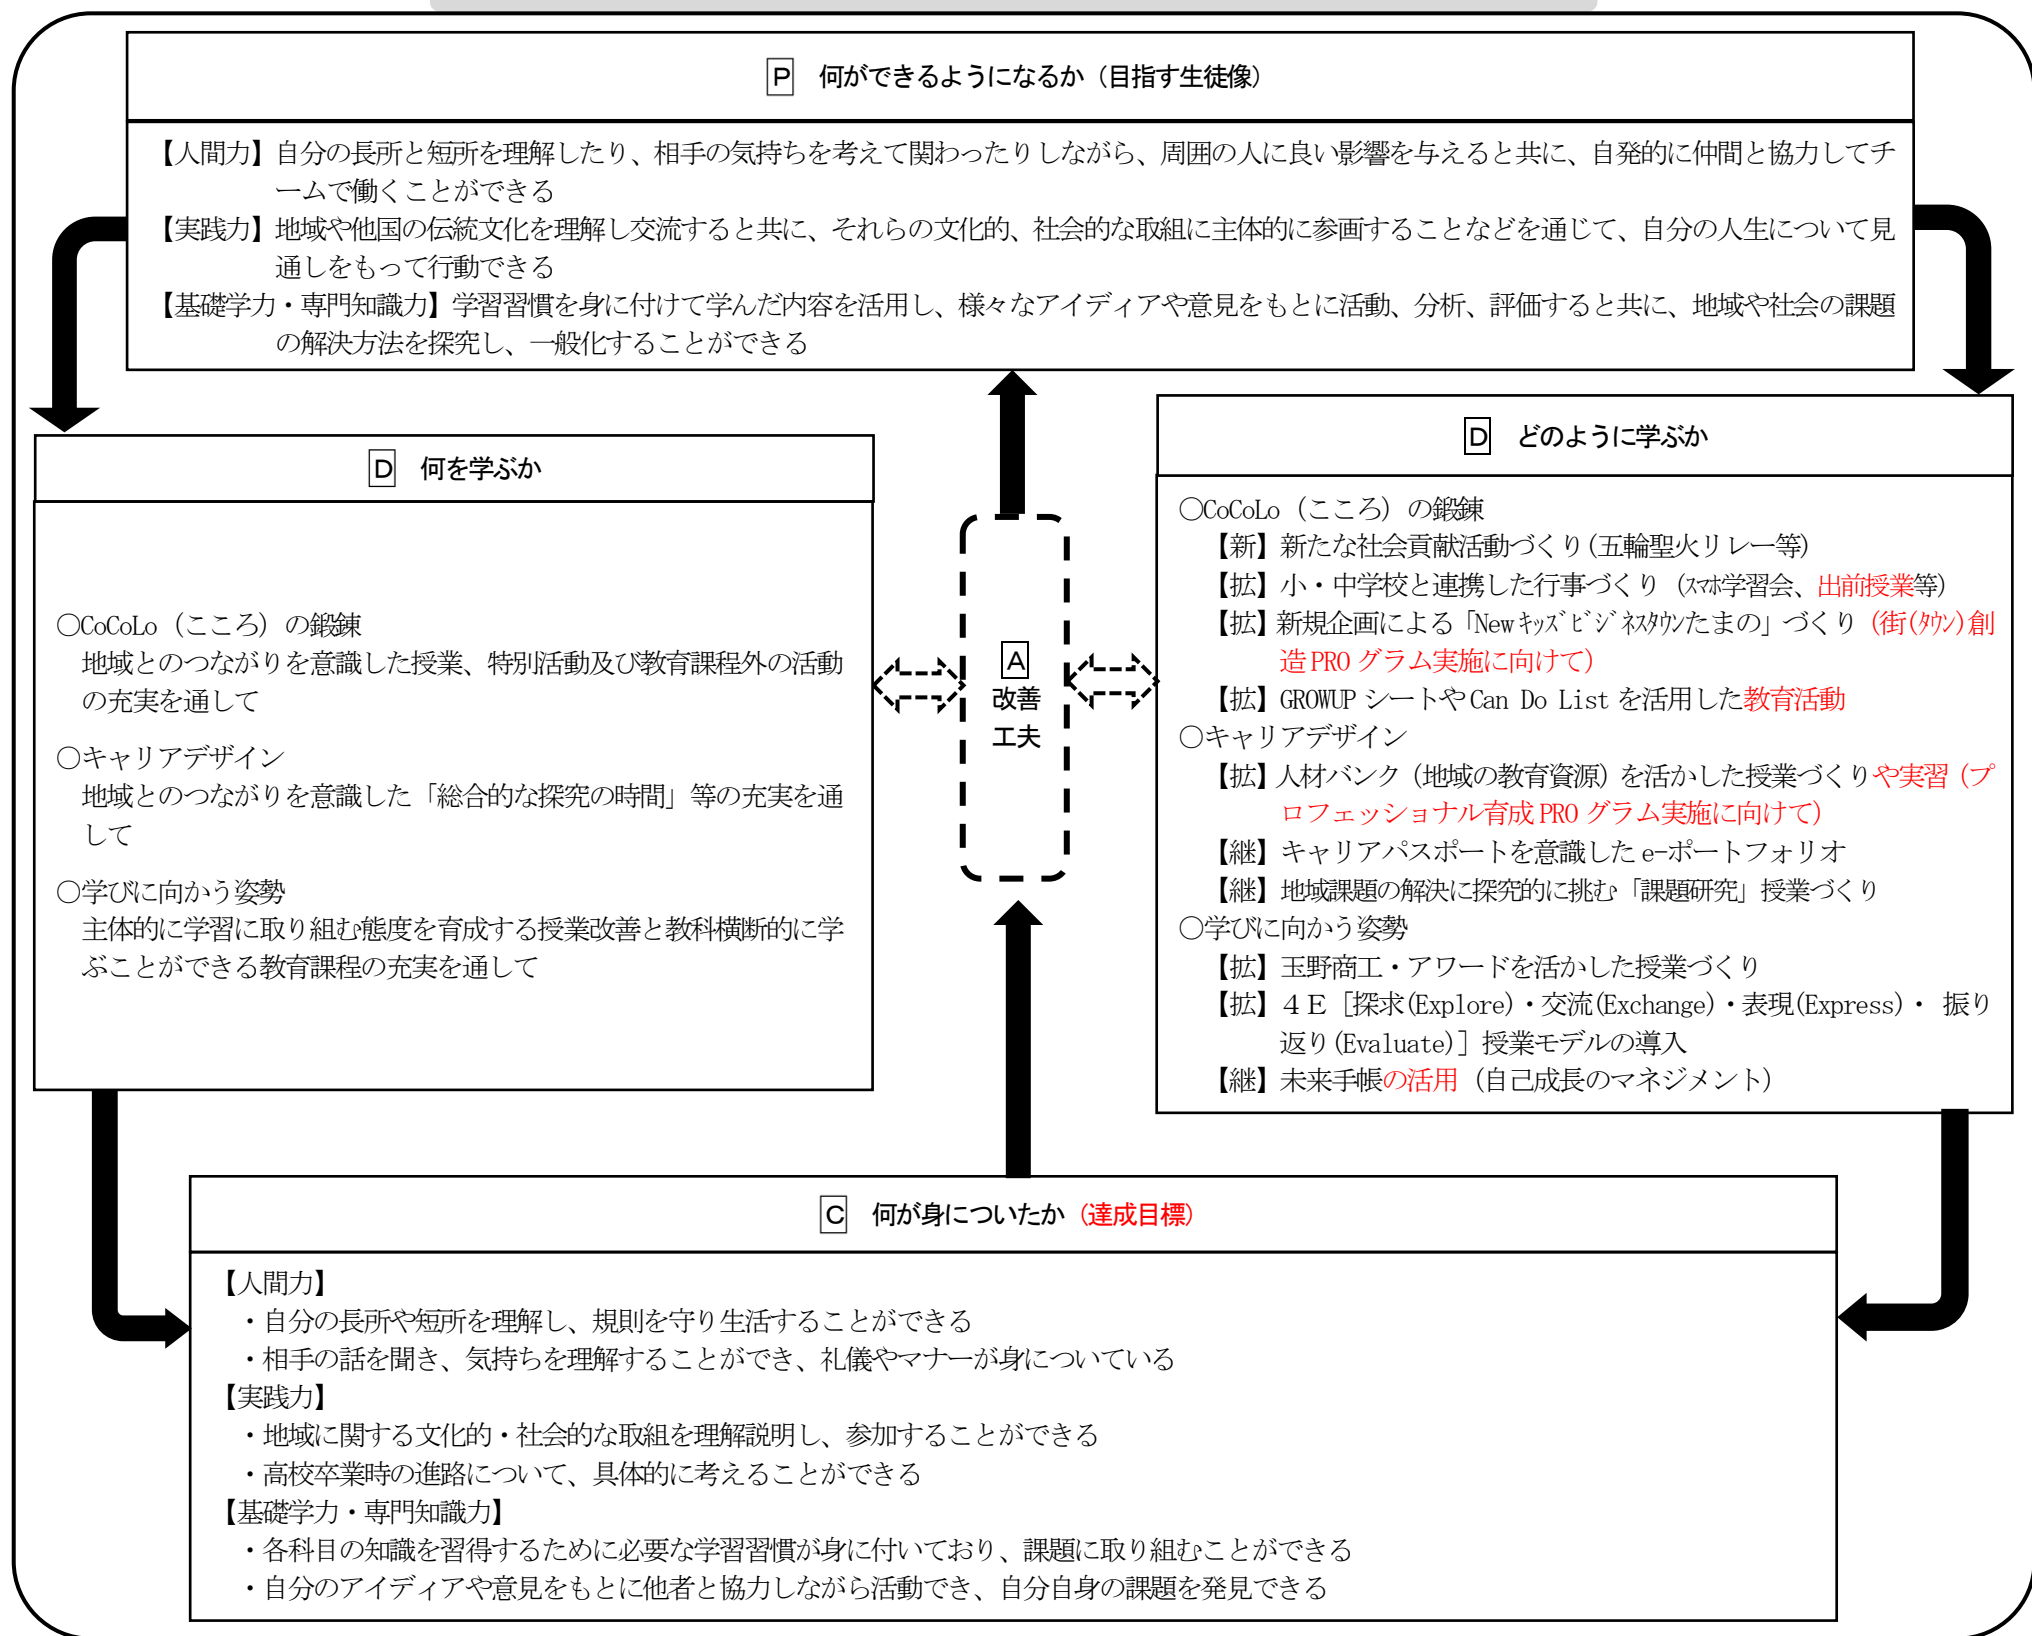 P 何ができるようになるか（目指す生徒像）
【人間力】自分の長所と短所を理解したり、相手の気持ちを考えて関わったりしながら、周囲の人に良い影響を与えると共に、自発的に仲間と協力してチ
ームで働くことができる
【実践力】地域や他国の伝統文化を理解し交流すると共に、それらの文化的、社会的な取組に主体的に参画することなどを通じて、自分の人生について見
通しをもって行動できる
【基礎学力・専門知識力】学習習慣を身に付けて学んだ内容を活用し、様々なアイディアや意見をもとに活動、分析、評価すると共に、地域や社会の課題
の解決方法を探究し、一般化することができる
D 何を学ぶか
○CoCoLo（こころ）の鍛錬
地域とのつながりを意識した授業、特別活動及び教育課程外の活動
の充実を通して
○キャリアデザイン
地域とのつながりを意識した「総合的な探究の時間」等の充実を通
して
○学びに向かう姿勢
主体的に学習に取り組む態度を育成する授業改善と教科横断的に学
ぶことができる教育課程の充実を通して
A
改善
工夫
D どのように学ぶか
○CoCoLo（こころ）の鍛錬
【新】新たな社会貢献活動づくり(五輪聖火リレー等)
【拡】小・中学校と連携した行事づくり（ｽﾏﾎ学習会、出前授業等）
【拡】新規企画による「Newｷｯｽﾞﾋﾞｼﾞﾈｽﾀｳﾝたまの」づくり（街(ﾀｳﾝ)創
造PROグラム実施に向けて）
【拡】GROWUPシートやCan Do Listを活用した教育活動
○キャリアデザイン
【拡】人材バンク（地域の教育資源）を活かした授業づくりや実習（プ
ロフェッショナル育成PROグラム実施に向けて）
【継】キャリアパスポートを意識したe-ポートフォリオ
【継】地域課題の解決に探究的に挑む「課題研究」授業づくり
○学びに向かう姿勢
【拡】玉野商工・アワードを活かした授業づくり
【拡】４Ｅ［探求(Explore)・交流(Exchange)・表現(Express)・ 振り
返り(Evaluate)］授業モデルの導入
【継】未来手帳の活用（自己成長のマネジメント）
C 何が身についたか（達成目標）
【人間力】
・自分の長所や短所を理解し、規則を守り生活することができる
・相手の話を聞き、気持ちを理解することができ、礼儀やマナーが身についている
【実践力】
・地域に関する文化的・社会的な取組を理解説明し、参加することができる
・高校卒業時の進路について、具体的に考えることができる
【基礎学力・専門知識力】
・各科目の知識を習得するために必要な学習習慣が身に付いており、課題に取り組むことができる
・自分のアイディアや意見をもとに他者と協力しながら活動でき、自分自身の課題を発見できる